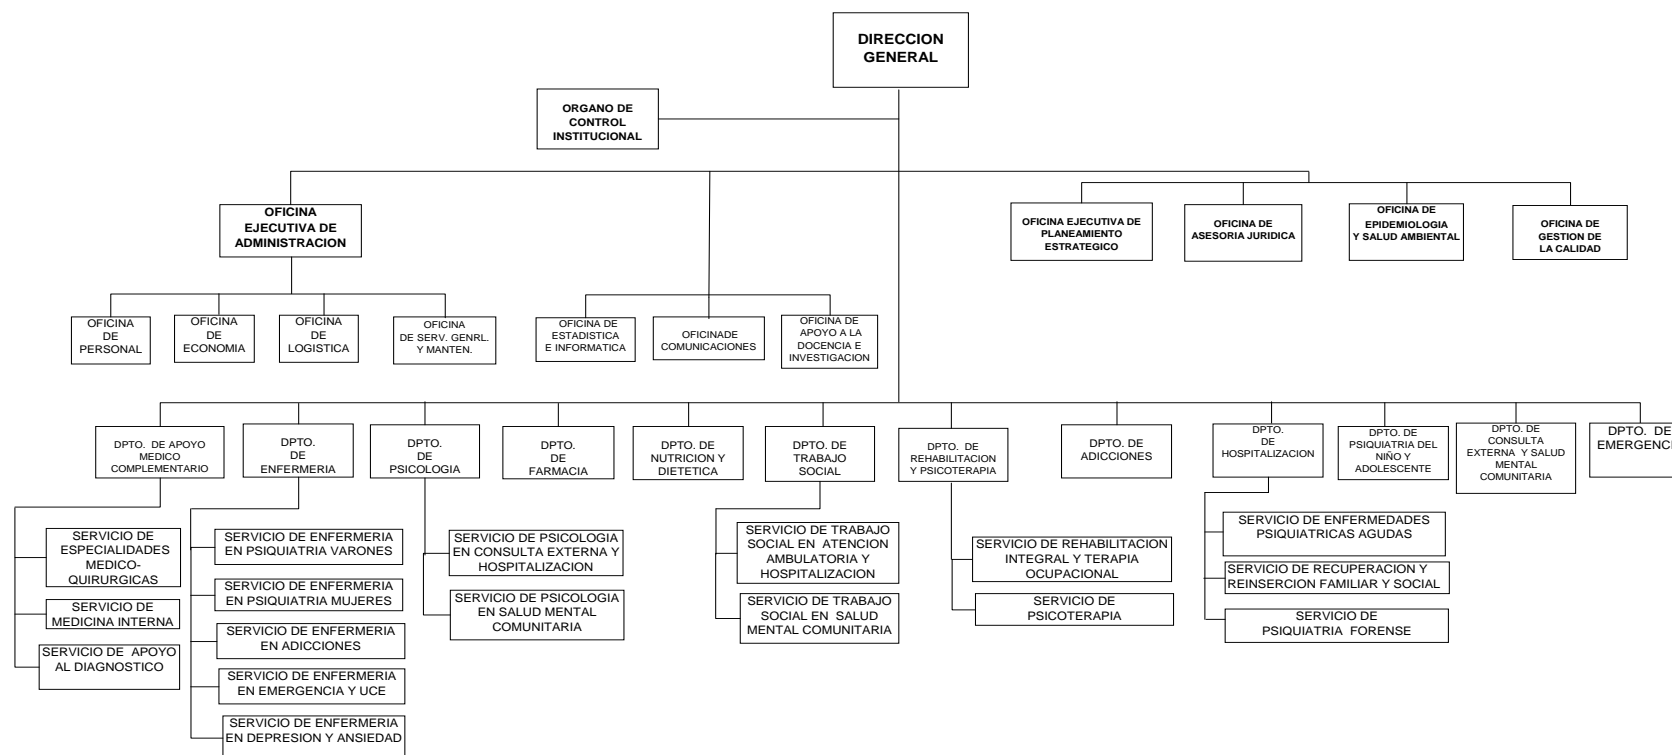 DIRECCION
GENERAL
ORGANO DE
CONTROL
INSTITUCIONAL
OFICINA
EJECUTIVA DE
ADMINISTRACION
OFICINA EJECUTIVA DE
PLANEAMIENTO
ESTRATEGICO
OFICINA DE
ASESORIA JURIDICA
OFICINA DE
EPIDEMIOLOGIA
Y SALUD AMBIENTAL
OFICINA DE
GESTION DE
LA CALIDAD
OFICINA
DE
PERSONAL
OFICINA
DE
ECONOMIA
OFICINA
DE
LOGISTICA
OFICINA
DE SERV. GENRL.
Y MANTEN.
OFICINA DE
ESTADISTICA
E INFORMATICA
OFICINADE
COMUNICACIONES
OFICINA DE
APOYO A LA
DOCENCIA E
INVESTIGACION
DPTO. DE APOYO
MEDICO
COMPLEMENTARIO
DPTO.
DE
ENFERMERIA
DPTO.
DE
PSICOLOGIA
DPTO.
DE
FARMACIA
DPTO. DE
NUTRICION Y
DIETETICA
DPTO. DE
TRABAJO
SOCIAL
DPTO. DE
REHABILITACION
Y PSICOTERAPIA
DPTO. DE
ADICCIONES
DPTO.
DE
HOSPITALIZACION
DPTO. DE
PSIQUIATRIA DEL
NIÑO Y
ADOLESCENTE
DPTO. DE
CONSULTA
EXTERNA Y SALUD
MENTAL
COMUNITARIA
DPTO. DE
EMERGENCI
SERVICIO DE
ESPECIALIDADES
MEDICO-
QUIRURGICAS
SERVICIO DE
MEDICINA INTERNA
SERVICIO DE APOYO
AL DIAGNOSTICO
SERVICIO DE ENFERMERIA
EN PSIQUIATRIA VARONES
SERVICIO DE ENFERMERIA
EN PSIQUIATRIA MUJERES
SERVICIO DE ENFERMERIA
EN ADICCIONES
SERVICIO DE ENFERMERIA
EN EMERGENCIA Y UCE
SERVICIO DE ENFERMERIA
EN DEPRESION Y ANSIEDAD
SERVICIO DE PSICOLOGIA
EN CONSULTA EXTERNA Y
HOSPITALIZACION
SERVICIO DE PSICOLOGIA
EN SALUD MENTAL
COMUNITARIA
SERVICIO DE TRABAJO
SOCIAL EN ATENCION
AMBULATORIA Y
HOSPITALIZACION
SERVICIO DE TRABAJO
SOCIAL EN SALUD
MENTAL COMUNITARIA
SERVICIO DE REHABILITACION
INTEGRAL Y TERAPIA
OCUPACIONAL
SERVICIO DE
PSICOTERAPIA
SERVICIO DE ENFERMEDADES
PSIQUIATRICAS AGUDAS
SERVICIO DE RECUPERACION Y
REINSERCION FAMILIAR Y SOCIAL
SERVICIO DE
PSIQUIATRIA FORENSE